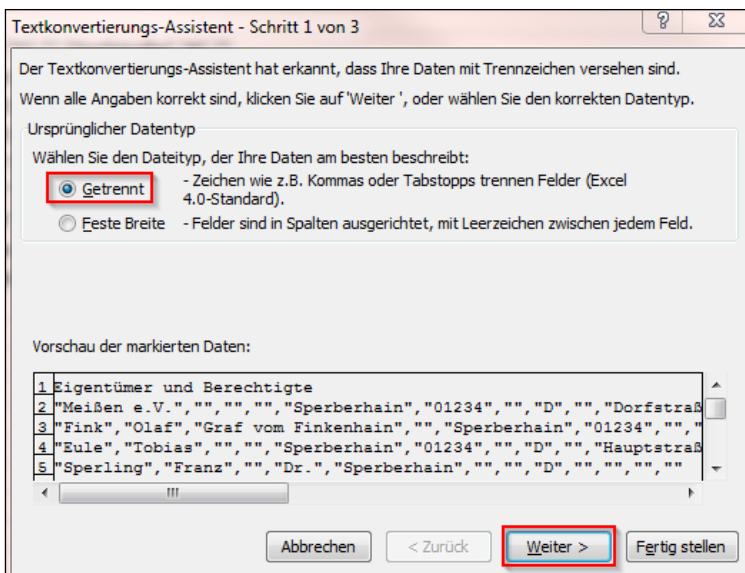 Textkonvertierungs-Assistent - Schritt 1 von 3
Der Textkonvertierungs-Assistent hat erkannt, dass Ihre Daten mit Trennzeichen versehen sind.
Wenn alle Angaben korrekt sind, klicken Sie auf 'Weiter ', oder wählen Sie den korrekten Datentyp.
Ursprünglicher Datentyp
Wählen Sie den Dateityp, der Ihre Daten am besten beschreibt:
Getrennt - Zeichen wie z.B. Kommas oder Tabstopps trennen Felder (Excel
4.0-Standard).
Feste Breite - Felder sind in Spalten ausgerichtet, mit Leerzeichen zwischen jedem Feld.
Vorschau der markierten Daten:
1 Eigentümer und Berechtigte
2 "Meißen e.V.","","","","Sperberhain","01234","","D","","Dorfstraß
3 "Fink","Olaf","Graf vom Finkenhain","","Sperberhain","01234","","
4 "Eule","Tobias","","","Sperberhain","01234","","D","","Hauptstraß
5 "Sperling","Franz","","Dr.","Sperberhain","","","D","","","",""
Abbrechen < Zurück Weiter > Fertig stellen